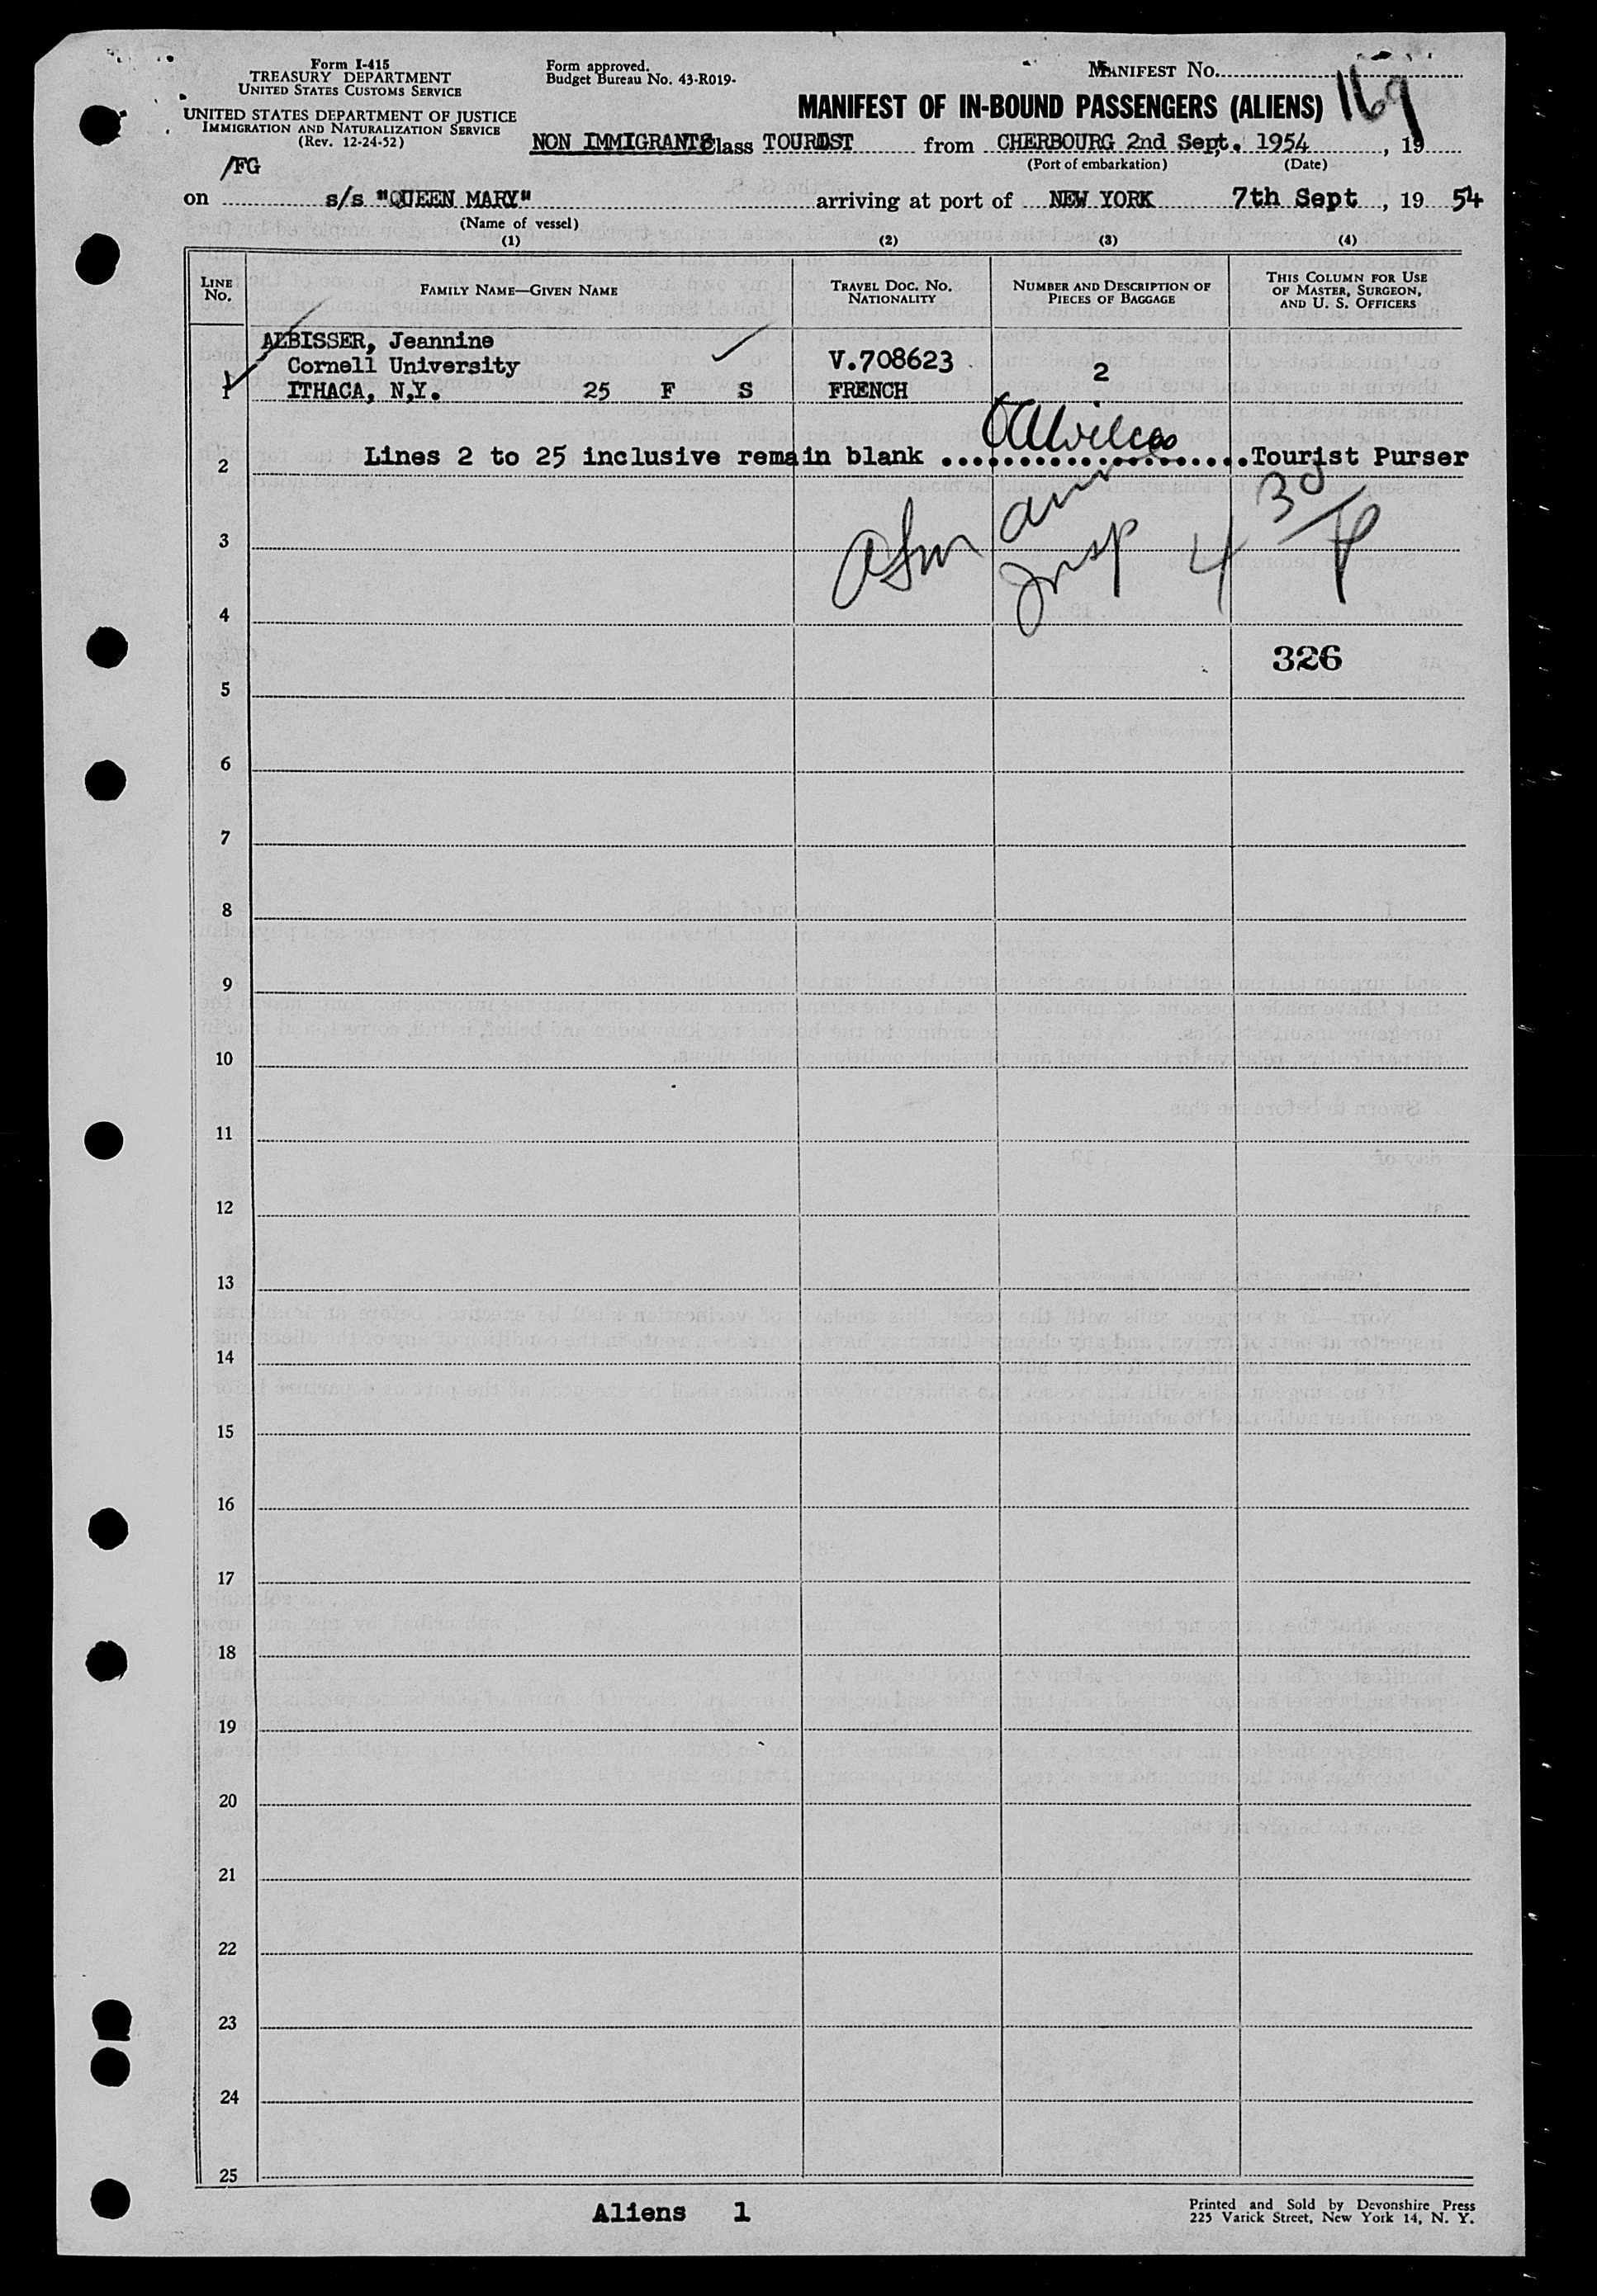 Form I-415
TREASURY DEPARTMENT
UNITED STATES CUSTOMS SERVICE
UNITED STATES DEPARTMENT OF JUSTICE
IMMIGRATION AND NATURALIZATION SERVICE
(Rev. 12-24-52)
Form approved.
Budget Bureau No. 43-R019-
MANIFEST No. 169
MANIFEST OF IN-BOUND PASSENGERS (ALIENS)
NON IMMIGRANTS Class TOURIST from CHERBOURG 2nd Sept. 1954, 19
(Port of embarkation) (Date)
/FG
on s/s "QUEEN MARY" arriving at port of NEW YORK 7th Sept, 19 54
(Name of vessel)
(1) (2) (3) (4)
LINE No. FAMILY NAME—GIVEN NAME TRAVEL DOC. No. NATIONALITY NUMBER AND DESCRIPTION OF PIECES OF BAGGAGE THIS COLUMN FOR USE OF MASTER, SURGEON, AND U. S. OFFICERS
ALBISSER, Jeannine
Cornell University V.708623 2
1 ITHACA, N.Y. 25 F S FRENCH
2 Lines 2 to 25 inclusive remain blank ....................Tourist Purser
Insp 4 30
3
4
326
5
6
7
8
9
10
11
12
13
14
15
16
17
18
19
20
21
22
23
24
25
Aliens 1
Printed and Sold by Devonshire Press
225 Varick Street, New York 14, N. Y.